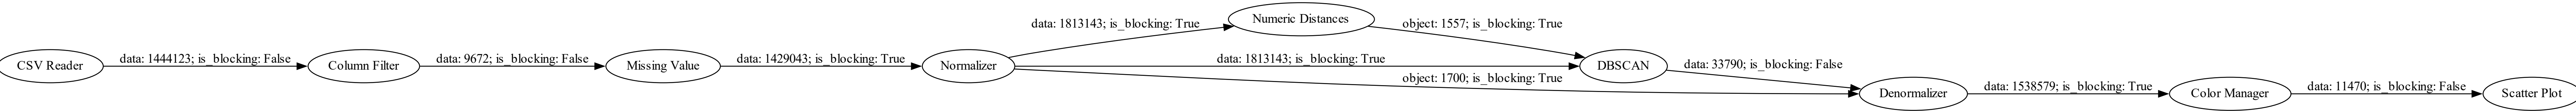 CSV Reader
data: 1444123; is_blocking: False
Column Filter
data: 9672; is_blocking: False
Missing Value
data: 1429043; is_blocking: True
Normalizer
data: 1813143; is_blocking: True
Numeric Distances
object: 1557; is_blocking: True
data: 1813143; is_blocking: True
DBSCAN
object: 1700; is_blocking: True
data: 33790; is_blocking: False
Denormalizer
data: 1538579; is_blocking: True
Color Manager
data: 11470; is_blocking: False
Scatter Plot